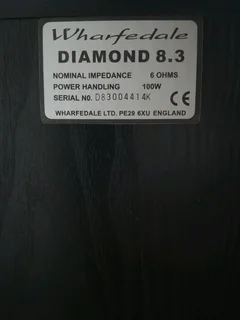 Wharfedale
DIAMOND 8.3
NOMINAL IMPEDANCE 6 OHMS
POWER HANDLING 100W
SERIAL NO. D83004414K CE
WHARFEDALE LTD. PE29 6XU ENGLAND